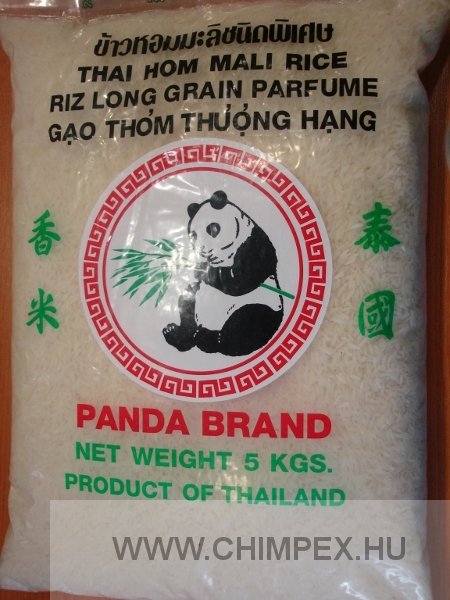 ข้าวหอมมะลิชนิดพิเศษ
THAI HOM MALI RICE
RIZ LONG GRAIN PARFUME
GẠO THỎM THƯỢNG HẠNG
香米
泰國
PANDA BRAND
NET WEIGHT 5 KGS.
PRODUCT OF THAILAND
WWW.CHIMPEX.HU